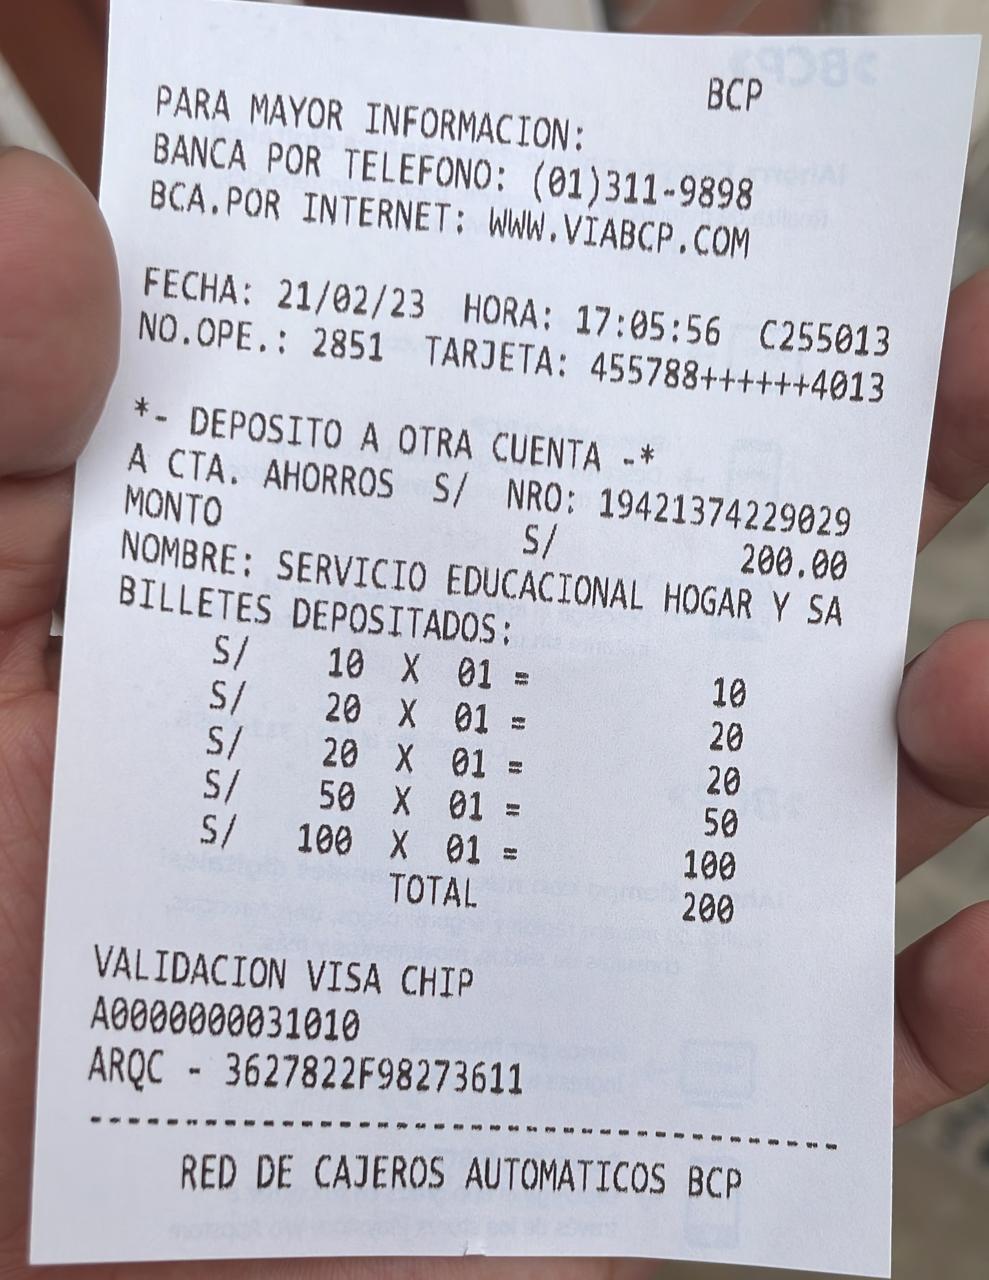 BCP
PARA MAYOR INFORMACION:
BANCA POR TELEFONO: (01)311-9898
BCA.POR INTERNET: WWW.VIABCP.COM
FECHA: 21/02/23 HORA: 17:05:56 C255013
NO.OPE.: 2851 TARJETA: 455788++++++4013
*- DEPOSITO A OTRA CUENTA -*
A CTA. AHORROS S/ NRO: 19421374229029
MONTO S/ 200.00
NOMBRE: SERVICIO EDUCACIONAL HOGAR Y SA
BILLETES DEPOSITADOS:
S/ 10 X 01 = 10
S/ 20 X 01 = 20
S/ 20 X 01 = 20
S/ 50 X 01 = 50
S/ 100 X 01 = 100
TOTAL 200
VALIDACION VISA CHIP
A0000000031010
ARQC - 3627822F98273611
----------------------------------------
RED DE CAJEROS AUTOMATICOS BCP